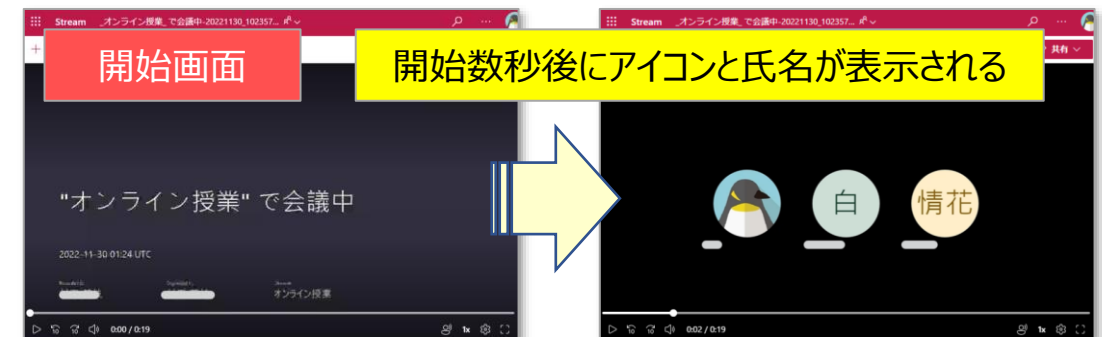 Stream _オンライン授業_ で会議中-20221130_102357...
開始画面
"オンライン授業" で会議中
2022-11-30 01:24 UTC
オンライン授業
0:00 / 0:19
1x
Stream _オンライン授業_ で会議中-20221130_102357...
共有
開始数秒後にアイコンと氏名が表示される
白
情花
0:02 / 0:19
1x